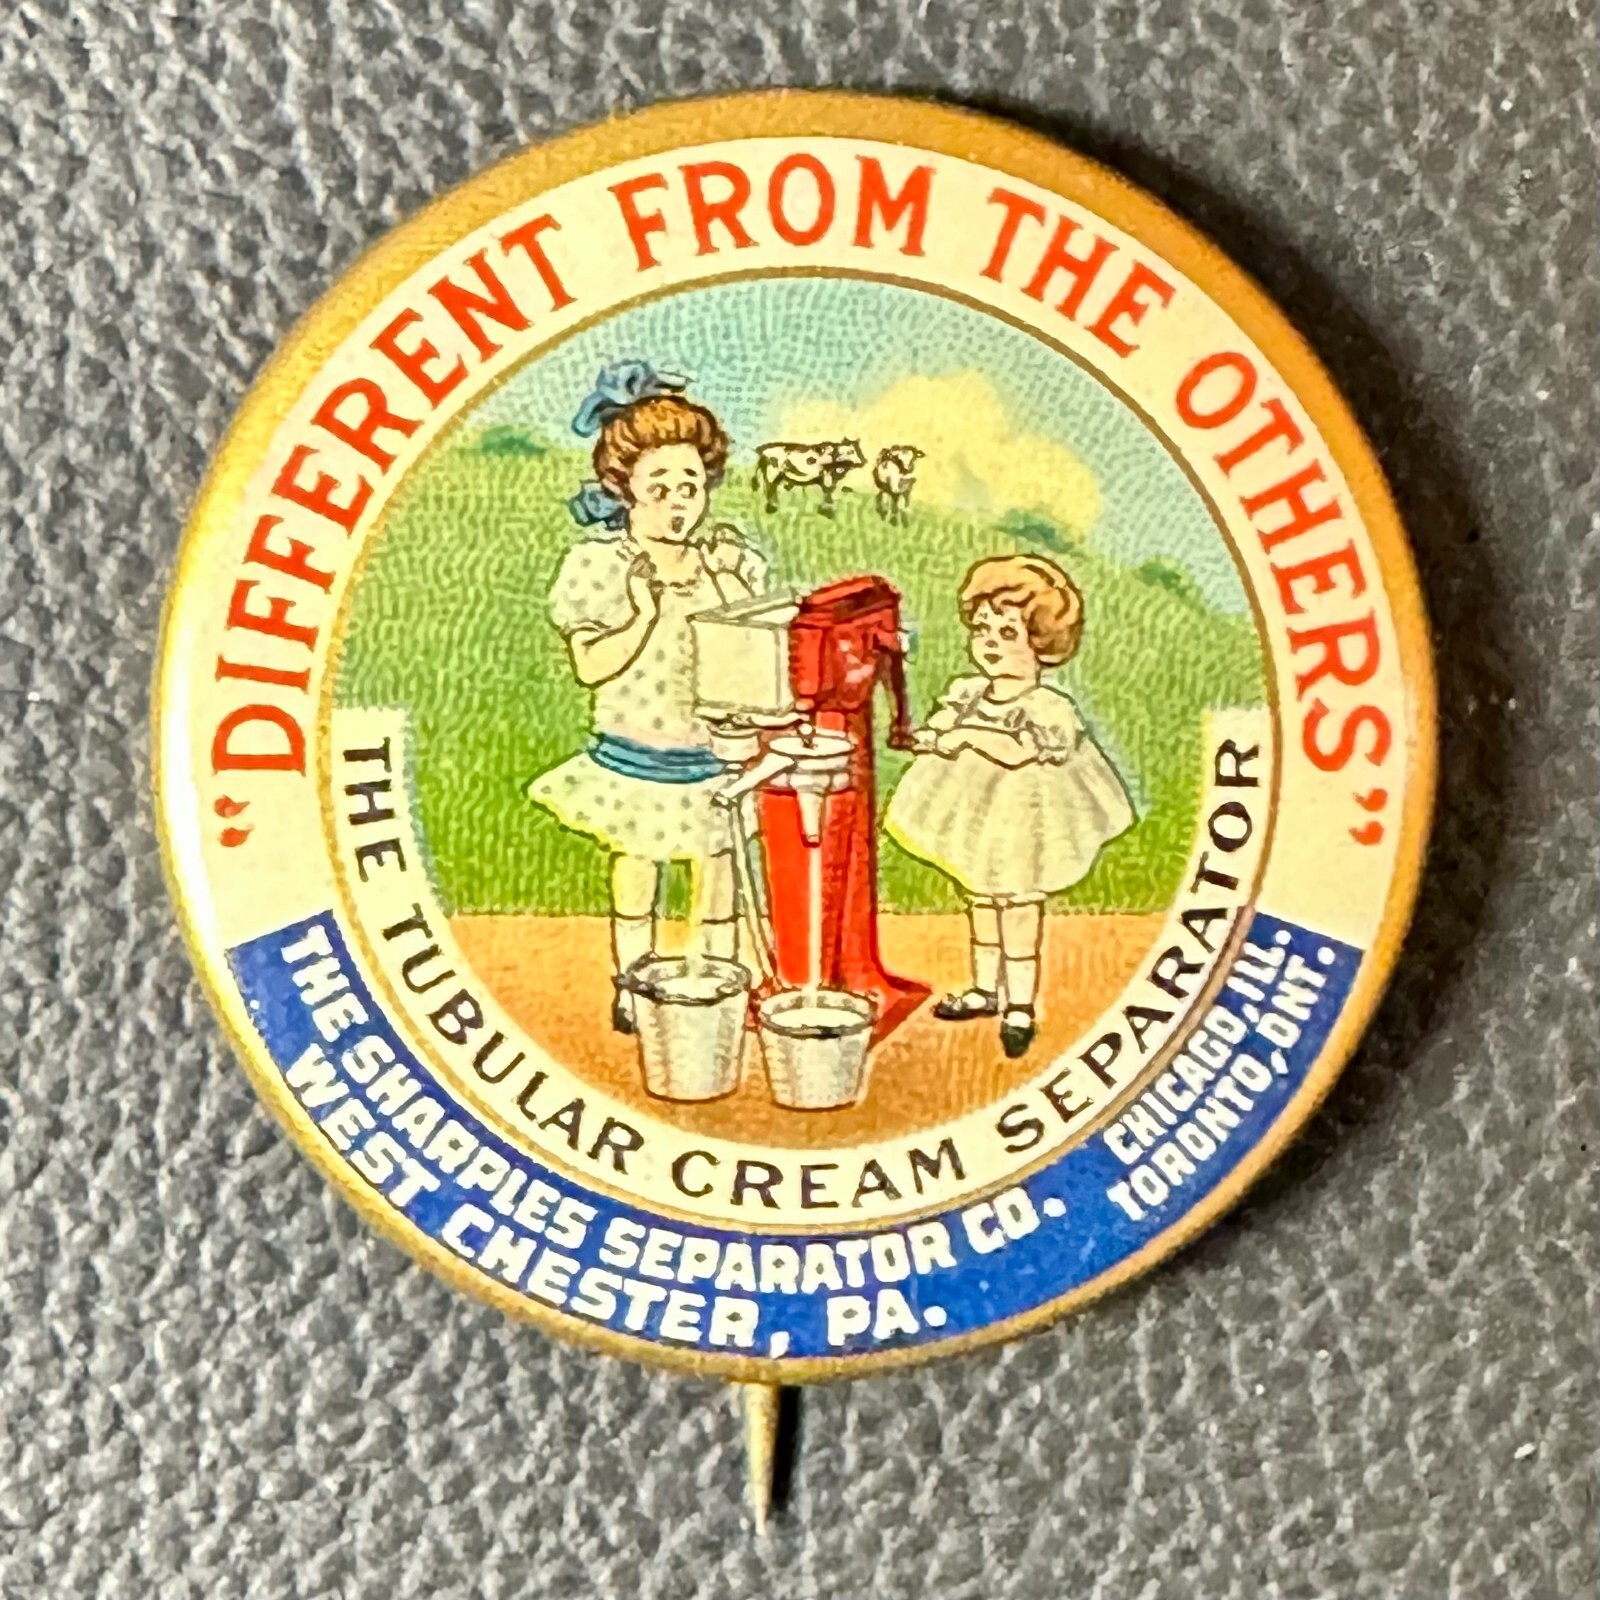 "DIFFERENT FROM THE OTHERS"
THE TUBULAR CREAM SEPARATOR
THE SHARPLES SEPARATOR CO.
WEST CHESTER, PA.
CHICAGO, ILL.
TORONTO, ONT.